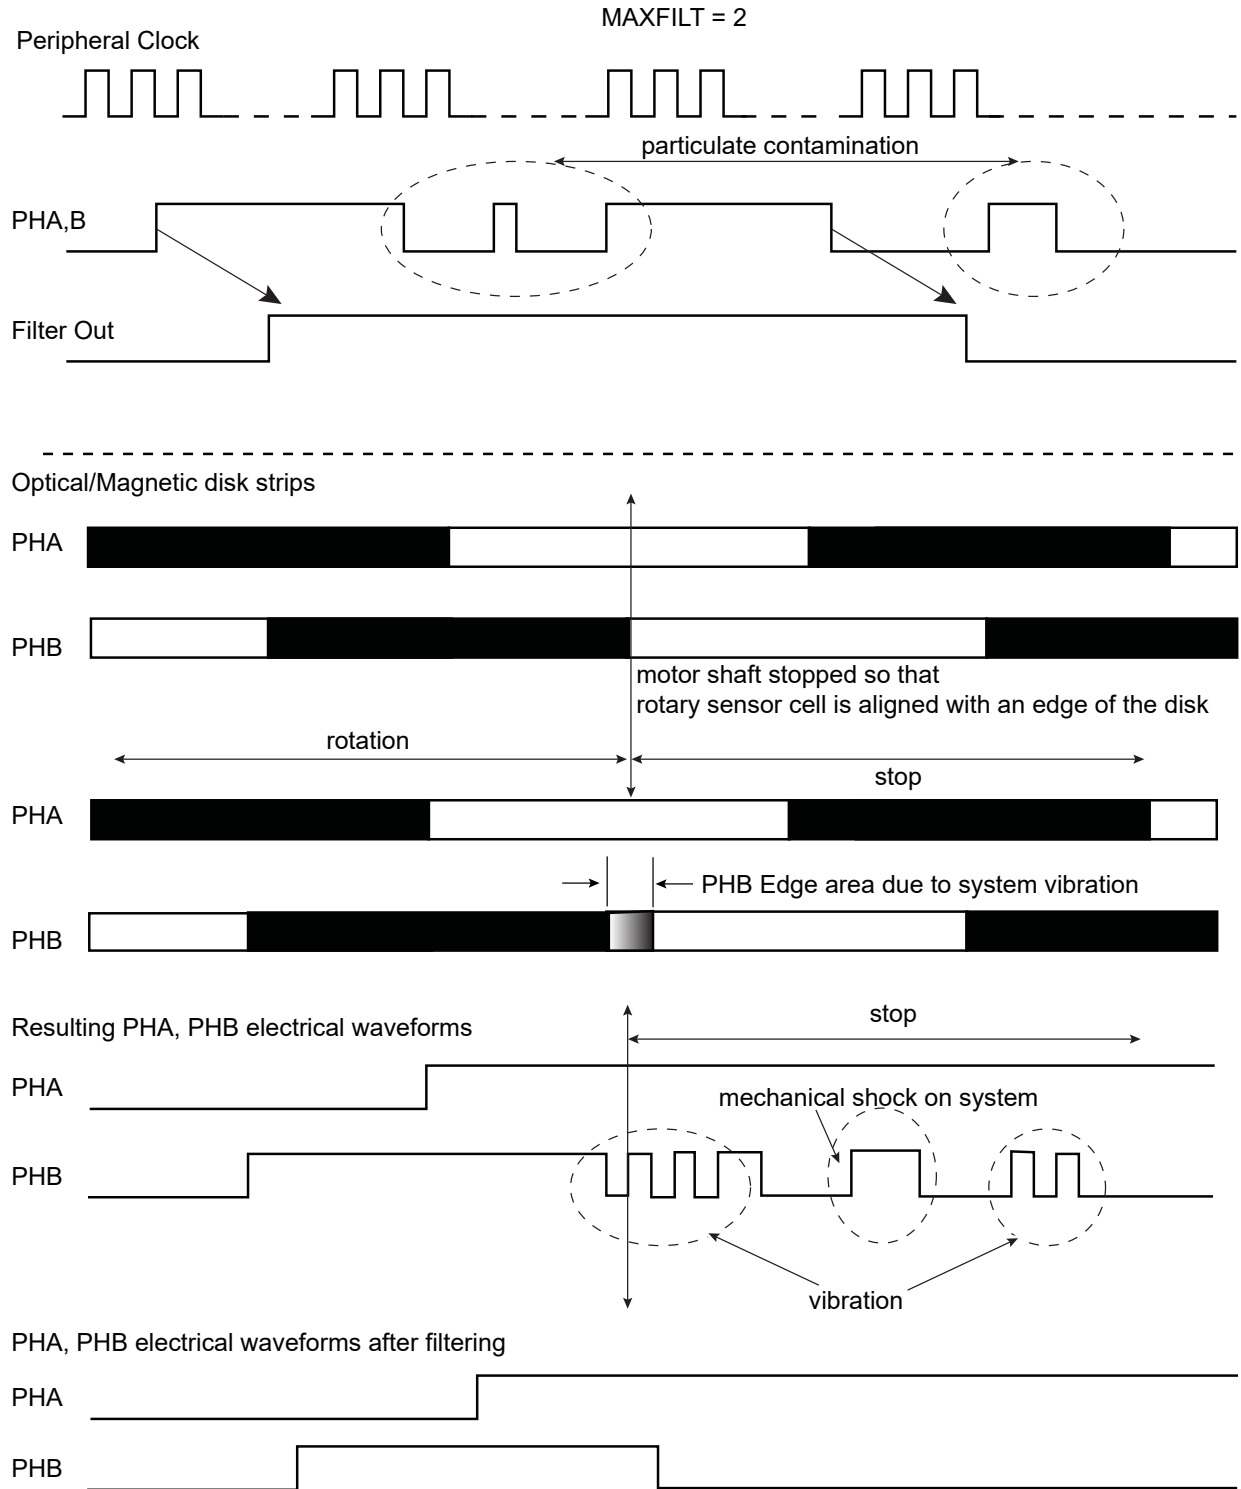 MAXFILT = 2
Peripheral Clock
particulate contamination
PHA,B
Filter Out
Optical/Magnetic disk strips
PHA
PHB
motor shaft stopped so that
rotary sensor cell is aligned with an edge of the disk
rotation
stop
PHA
PHB Edge area due to system vibration
PHB
Resulting PHA, PHB electrical waveforms
stop
PHA
mechanical shock on system
PHB
vibration
PHA, PHB electrical waveforms after filtering
PHA
PHB